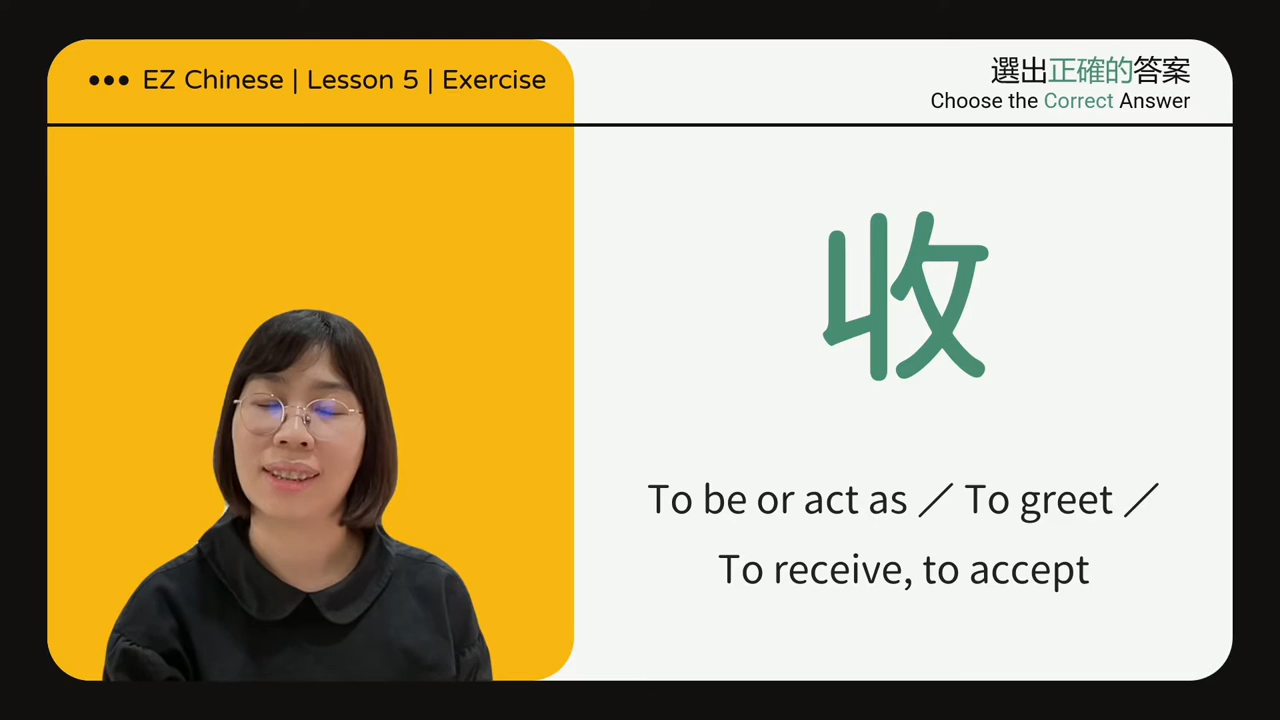 ••• EZ Chinese | Lesson 5 | Exercise
選出正確的答案
Choose the Correct Answer
收
To be or act as ／ To greet ／
To receive, to accept